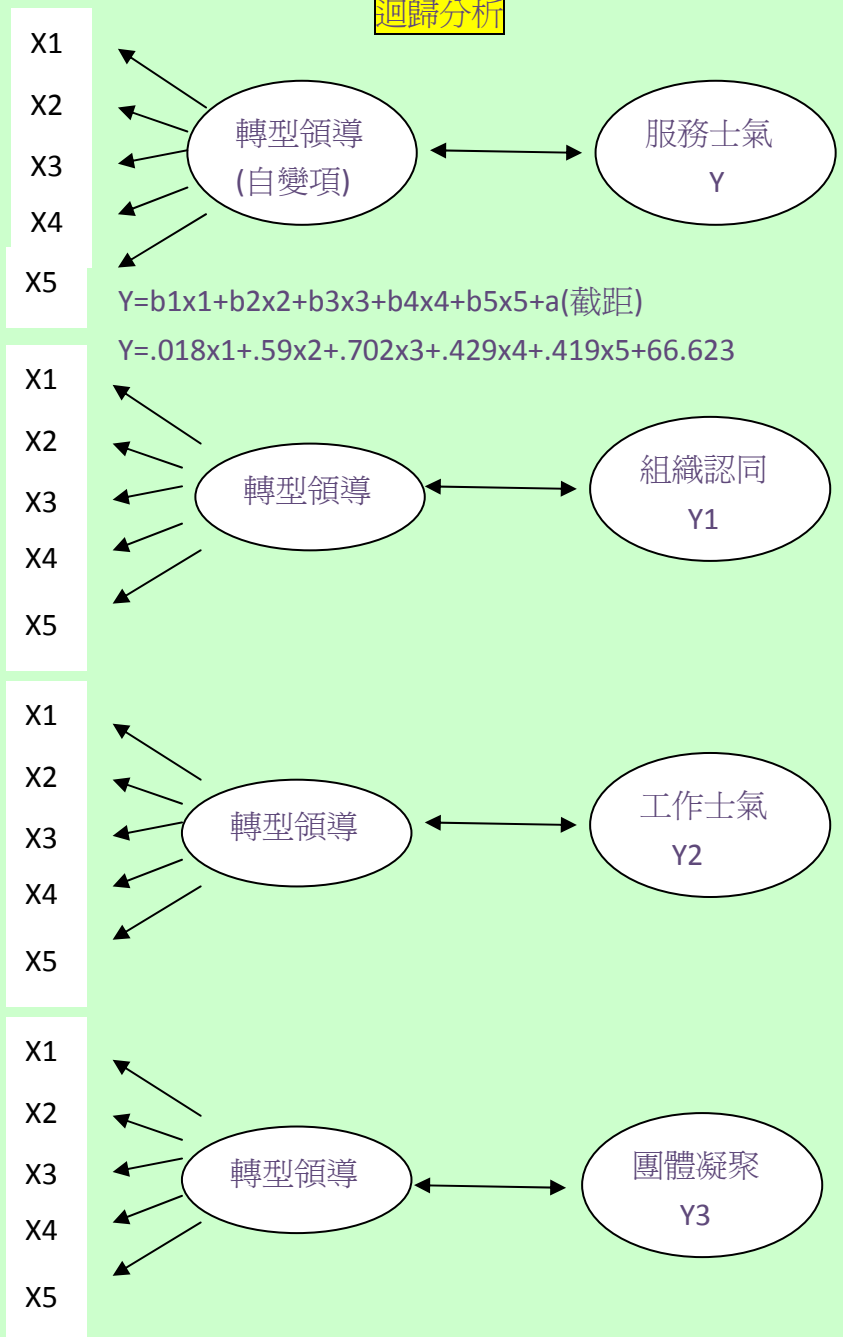 迴歸分析
X1
X2
X3
X4
X5
轉型領導
(自變項)
服務士氣
Y
Y=b1x1+b2x2+b3x3+b4x4+b5x5+a(截距)
Y=.018x1+.59x2+.702x3+.429x4+.419x5+66.623
X1
X2
X3
X4
X5
轉型領導
組織認同
Y1
X1
X2
X3
X4
X5
轉型領導
工作士氣
Y2
X1
X2
X3
X4
X5
轉型領導
團體凝聚
Y3